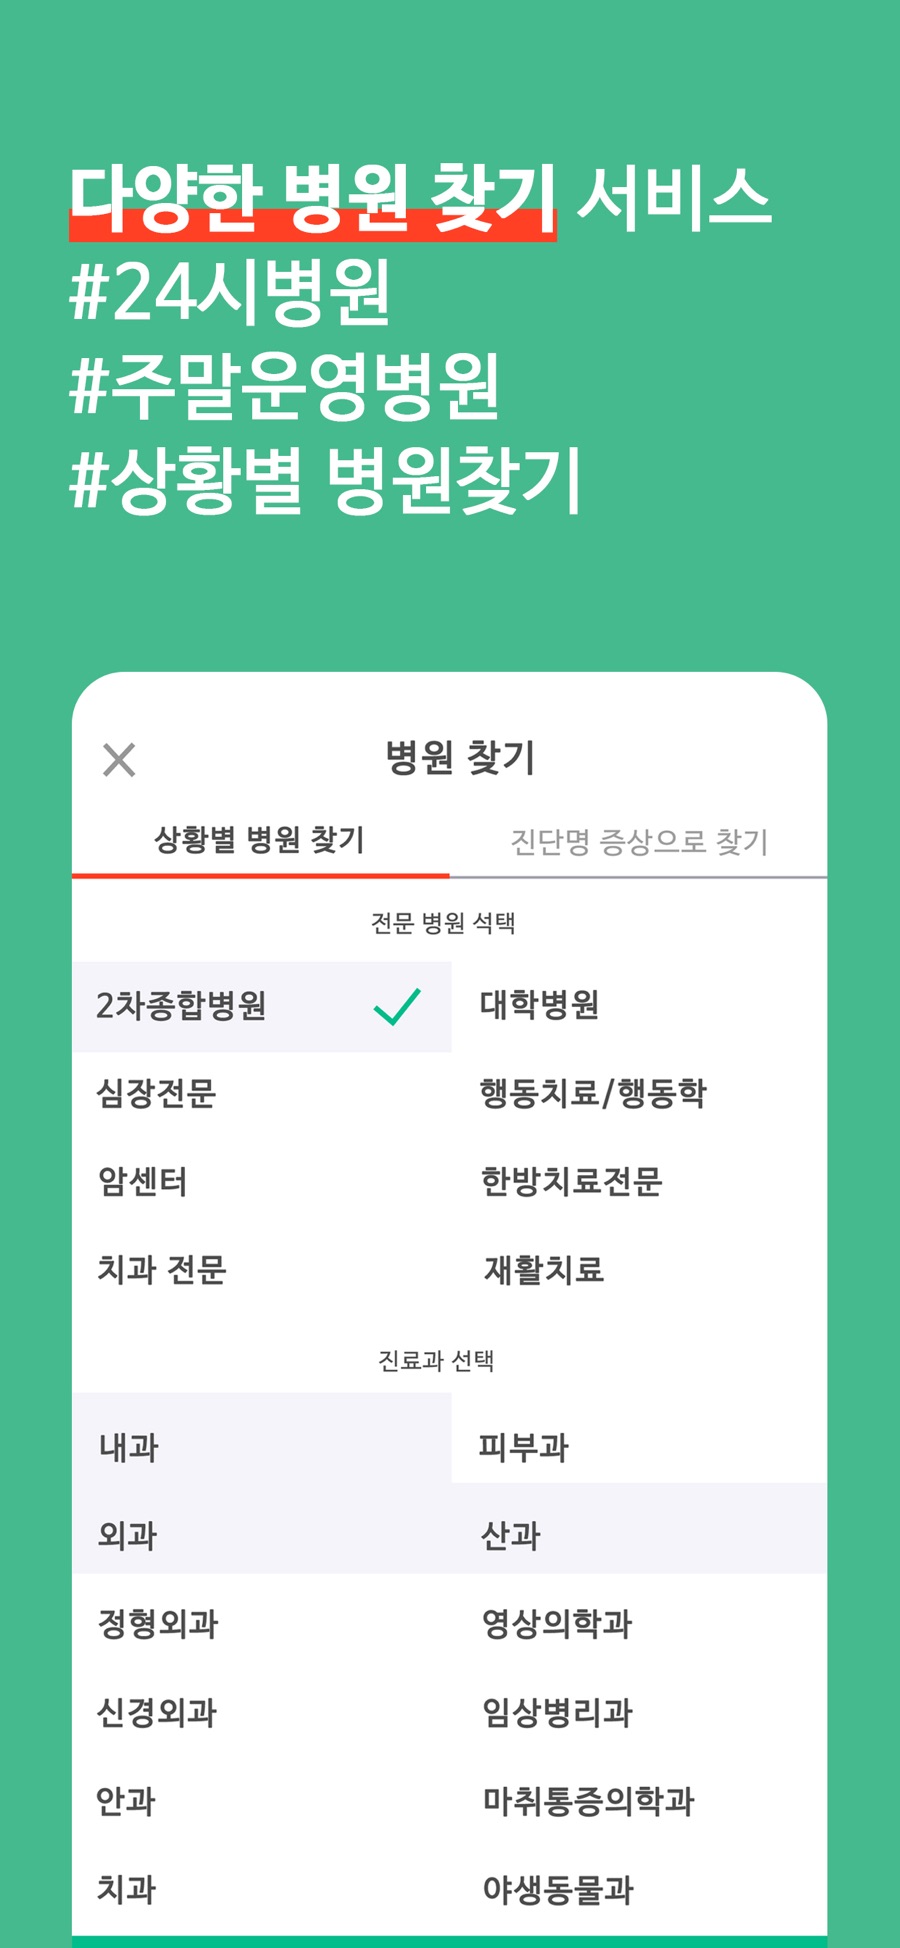 다양한 병원 찾기 서비스
#24시병원
#주말운영병원
#상황별 병원찾기
병원 찾기
상황별 병원 찾기
진단명 증상으로 찾기
전문 병원 석택
2차종합병원
대학병원
심장전문
행동치료/행동학
암센터
한방치료전문
치과 전문
재활치료
진료과 선택
내과
피부과
외과
산과
정형외과
영상의학과
신경외과
임상병리과
안과
마취통증의학과
치과
야생동물과